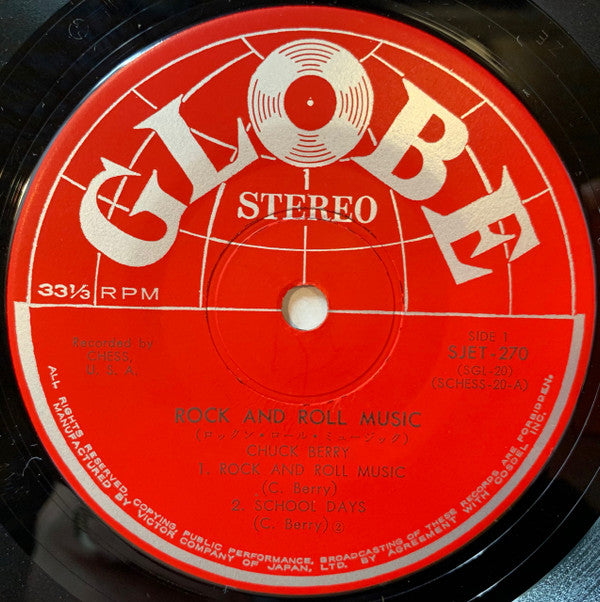 GLOBE
STEREO
33⅓ RPM
Recorded by
CHESS,
U. S. A.
SIDE 1
SJET-270
(SGL-20)
(SCHESS-20-A)
ROCK AND ROLL MUSIC
(ロックン・ロール・ミュージック)
CHUCK BERRY
1. ROCK AND ROLL MUSIC
(C. Berry)
2. SCHOOL DAYS
(C. Berry)②
ALL RIGHTS RESERVED. COPYING, PUBLIC PERFORMANCE, BROADCASTING OF THESE RECORDS ARE FORBIDDEN.
MANUFACTURED BY VICTOR COMPANY OF JAPAN, LTD. BY AGREEMENT WITH COSDEL INC.